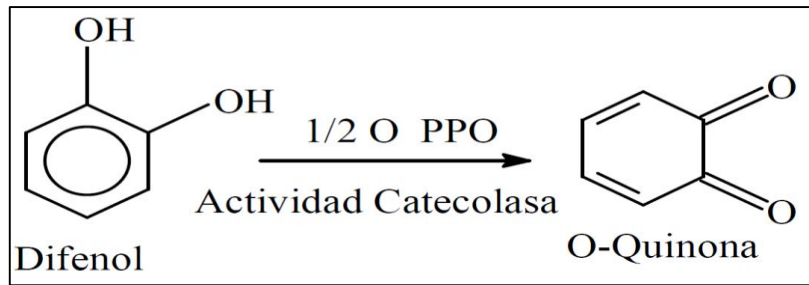 OH
OH
Difenol
1/2 O PPO
Actividad Catecolasa
O
O
O-Quinona